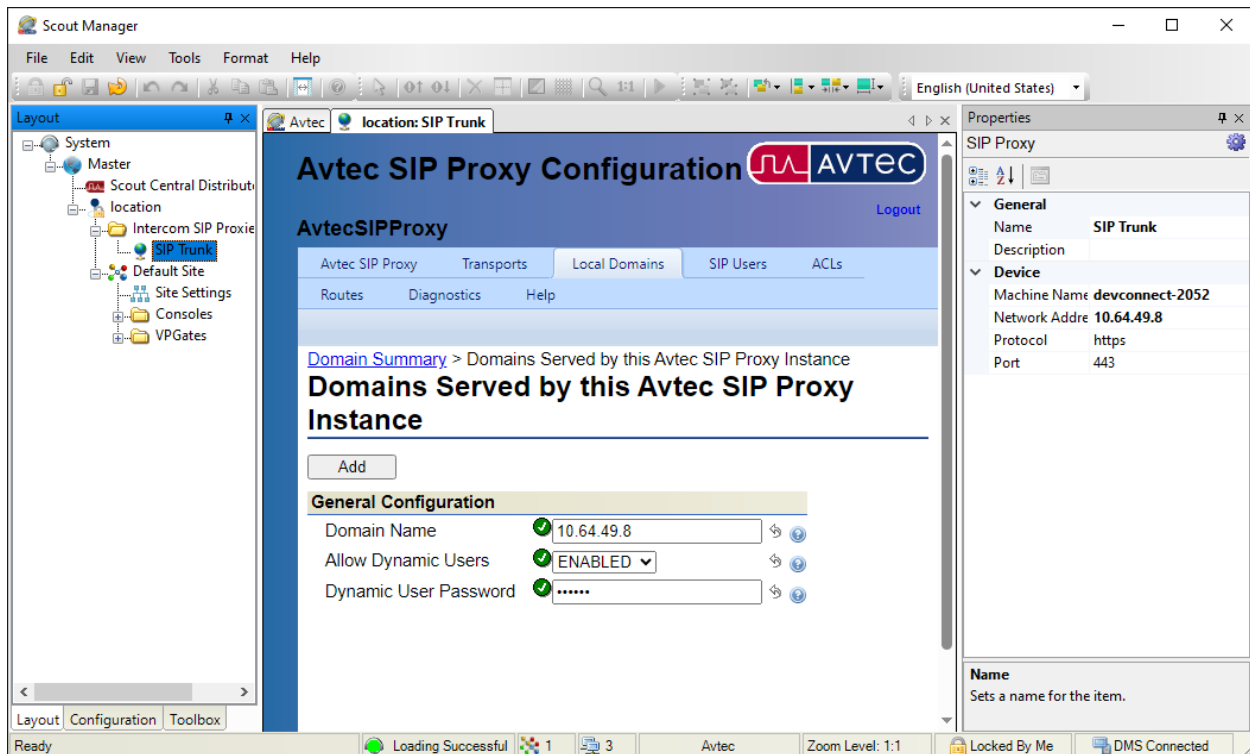 Scout Manager
File Edit View Tools Format Help
1:1 English (United States)
Layout
System
Master
Scout Central Distribut
location
Intercom SIP Proxie
SIP Trunk
Default Site
Site Settings
Consoles
VPGates
Layout Configuration Toolbox
Avtec location: SIP Trunk
Avtec SIP Proxy Configuration AVTEC
Logout
AvtecSIPProxy
Avtec SIP Proxy Transports Local Domains SIP Users ACLs
Routes Diagnostics Help
Domain Summary > Domains Served by this Avtec SIP Proxy Instance
Domains Served by this Avtec SIP Proxy
Instance
Add
General Configuration
Domain Name 10.64.49.8
Allow Dynamic Users ENABLED
Dynamic User Password ••••••
Properties
SIP Proxy
General
Name SIP Trunk
Description
Device
Machine Name devconnect-2052
Network Addre 10.64.49.8
Protocol https
Port 443
Name
Sets a name for the item.
Ready Loading Successful 1 3 Avtec Zoom Level: 1:1 Locked By Me DMS Connected